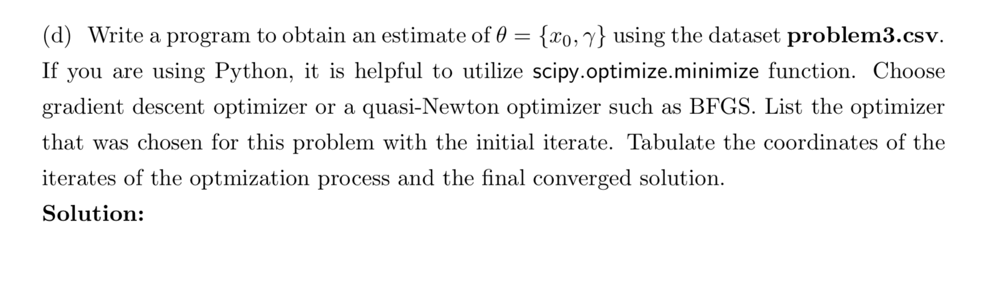 (d) Write a program to obtain an estimate of θ = {x₀, γ} using the dataset problem3.csv.
If you are using Python, it is helpful to utilize scipy.optimize.minimize function. Choose
gradient descent optimizer or a quasi-Newton optimizer such as BFGS. List the optimizer
that was chosen for this problem with the initial iterate. Tabulate the coordinates of the
iterates of the optmization process and the final converged solution.
Solution: